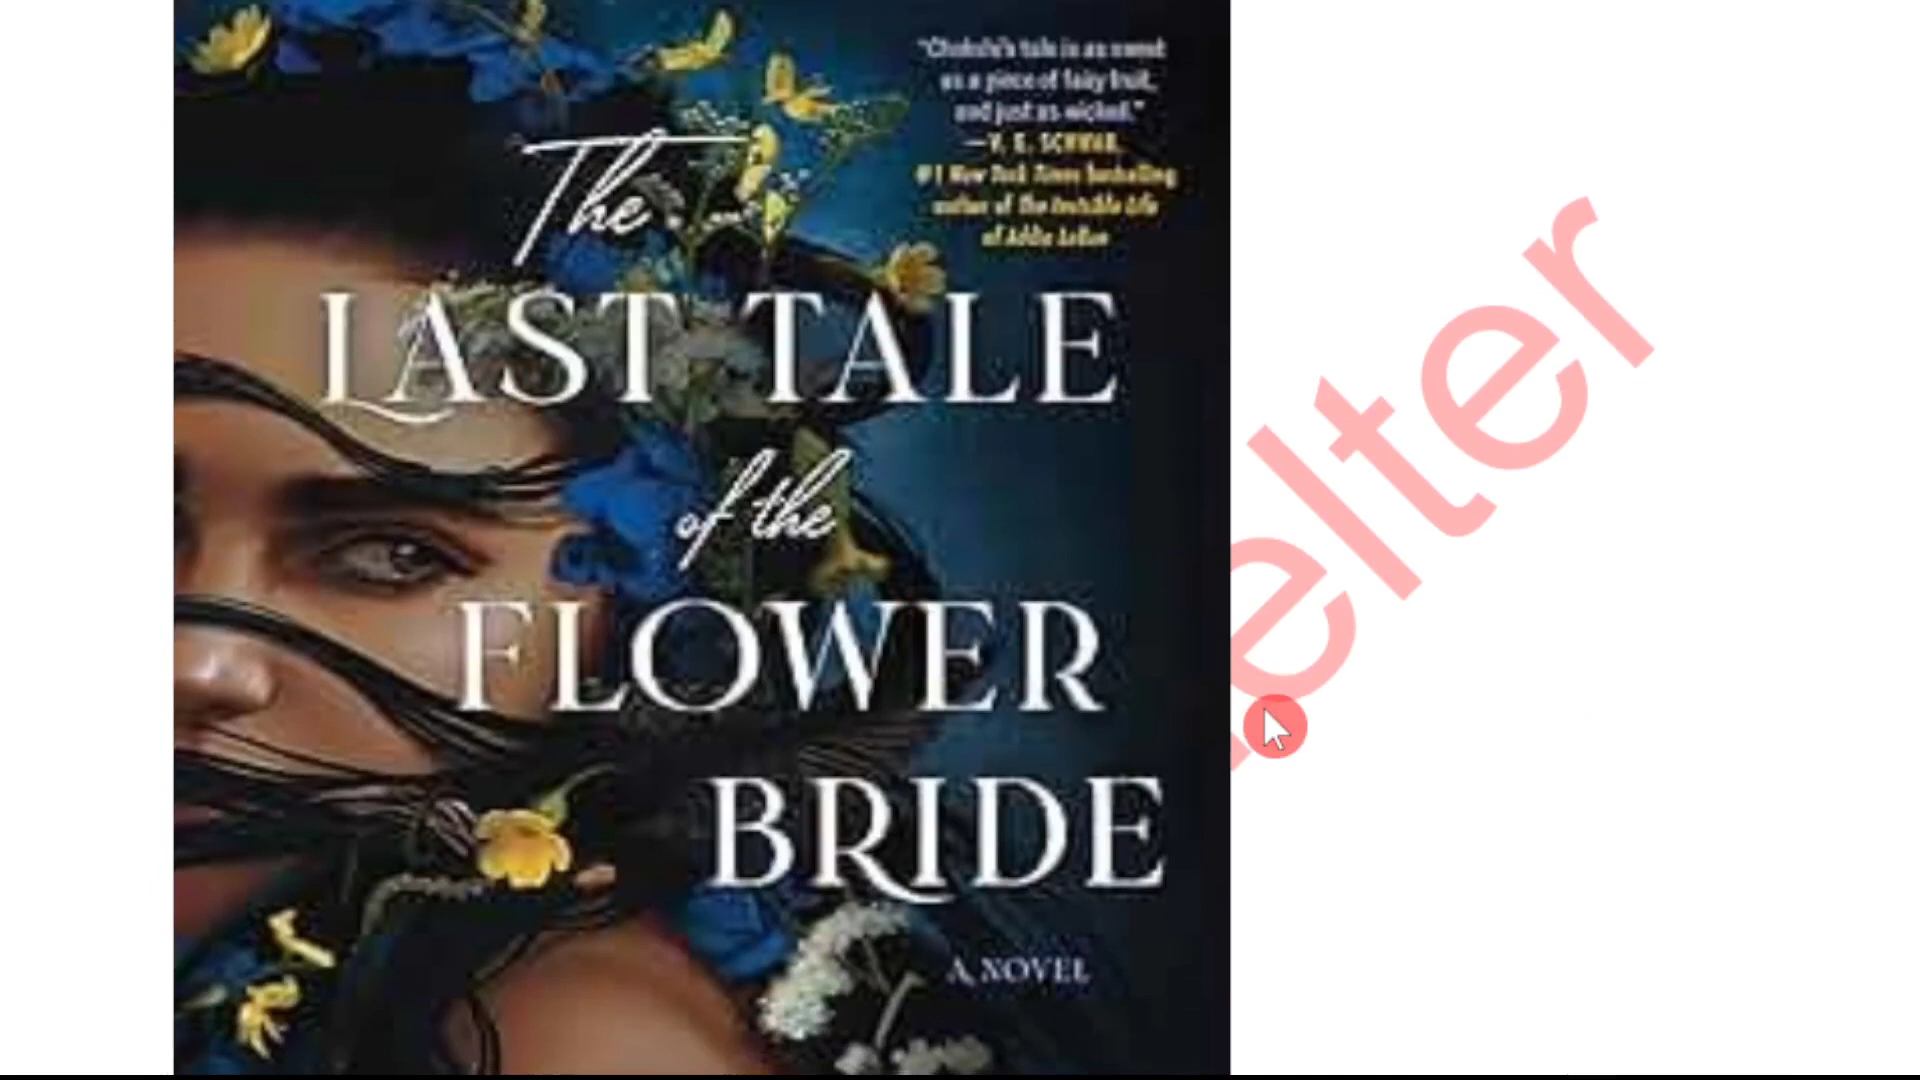 "Chokshi's tale is as sweet
as a piece of fairy fruit,
and just as wicked."
—V. E. SCHWAB,
#1 New York Times bestselling
author of The Invisible Life
of Addie LaRue
The
LAST TALE
of the
FLOWER
BRIDE
A NOVEL
elter